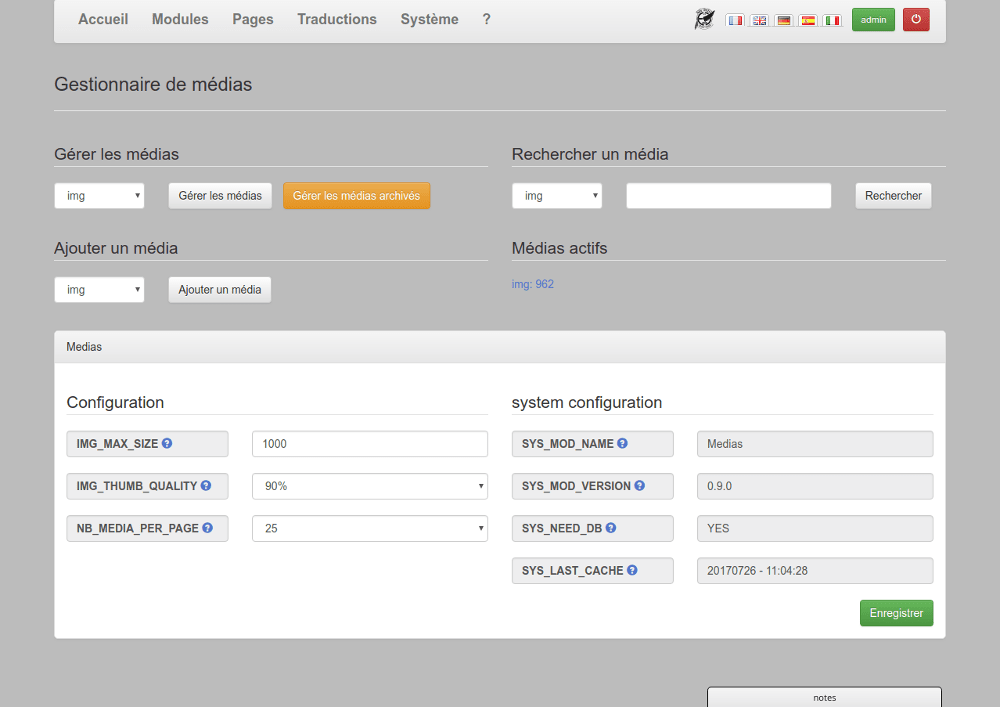 Accueil Modules Pages Traductions Système ? admin
Gestionnaire de médias
Gérer les médias
img Gérer les médias Gérer les médias archivés
Rechercher un média
img Rechercher
Ajouter un média
img Ajouter un média
Médias actifs
img: 962
Medias
Configuration
IMG_MAX_SIZE ? 1000
IMG_THUMB_QUALITY ? 90%
NB_MEDIA_PER_PAGE ? 25
system configuration
SYS_MOD_NAME ? Medias
SYS_MOD_VERSION ? 0.9.0
SYS_NEED_DB ? YES
SYS_LAST_CACHE ? 20170726 - 11:04:28
Enregistrer
notes